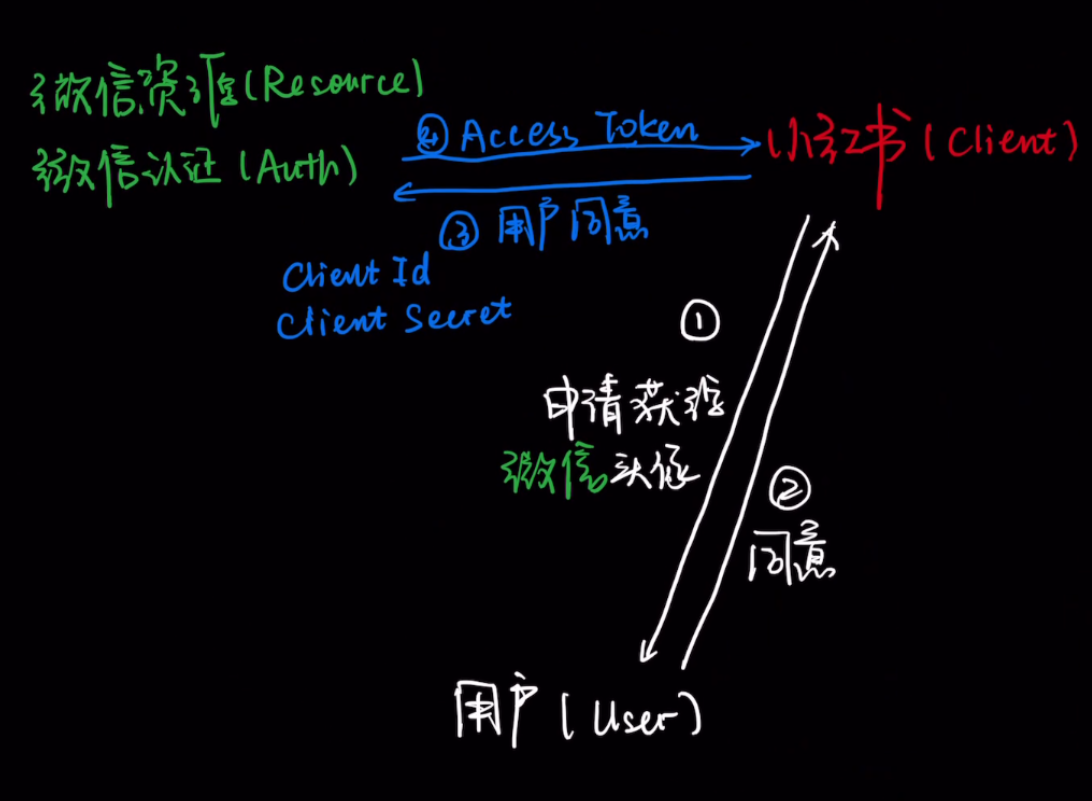 微信资源(Resource)
微信认证(Auth)
④ Access Token
小红书(Client)
③ 用户同意
Client Id
Client Secret
①
申请获取
微信头像
②
同意
用户(User)